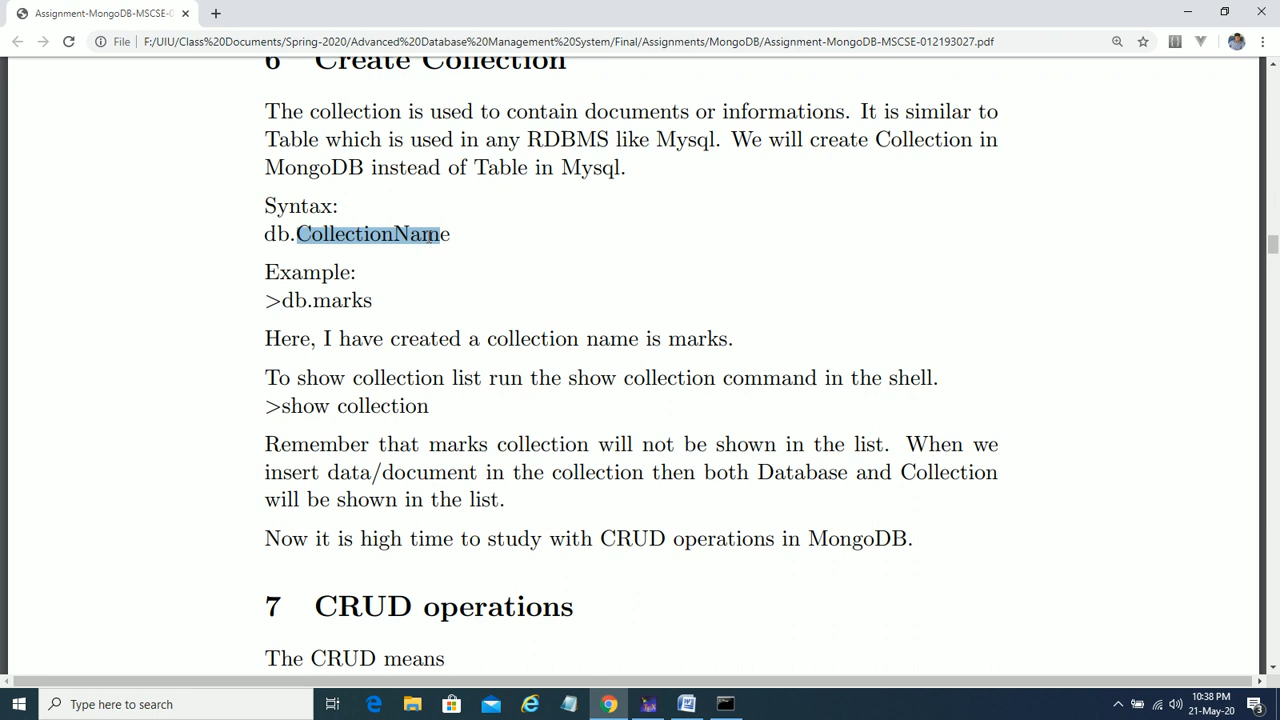 Assignment-MongoDB-MSCSE-0
File
F:/UIU/Class%20Documents/Spring-2020/Advanced%20Database%20Management%20System/Final/Assignments/MongoDB/Assignment-MongoDB-MSCSE-012193027.pdf
6 Create Collection
The collection is used to contain documents or informations. It is similar to
Table which is used in any RDBMS like Mysql. We will create Collection in
MongoDB instead of Table in Mysql.
Syntax:
db.CollectionName
Example:
>db.marks
Here, I have created a collection name is marks.
To show collection list run the show collection command in the shell.
>show collection
Remember that marks collection will not be shown in the list. When we
insert data/document in the collection then both Database and Collection
will be shown in the list.
Now it is high time to study with CRUD operations in MongoDB.
7 CRUD operations
The CRUD means
Type here to search
10:38 PM
21-May-20
3